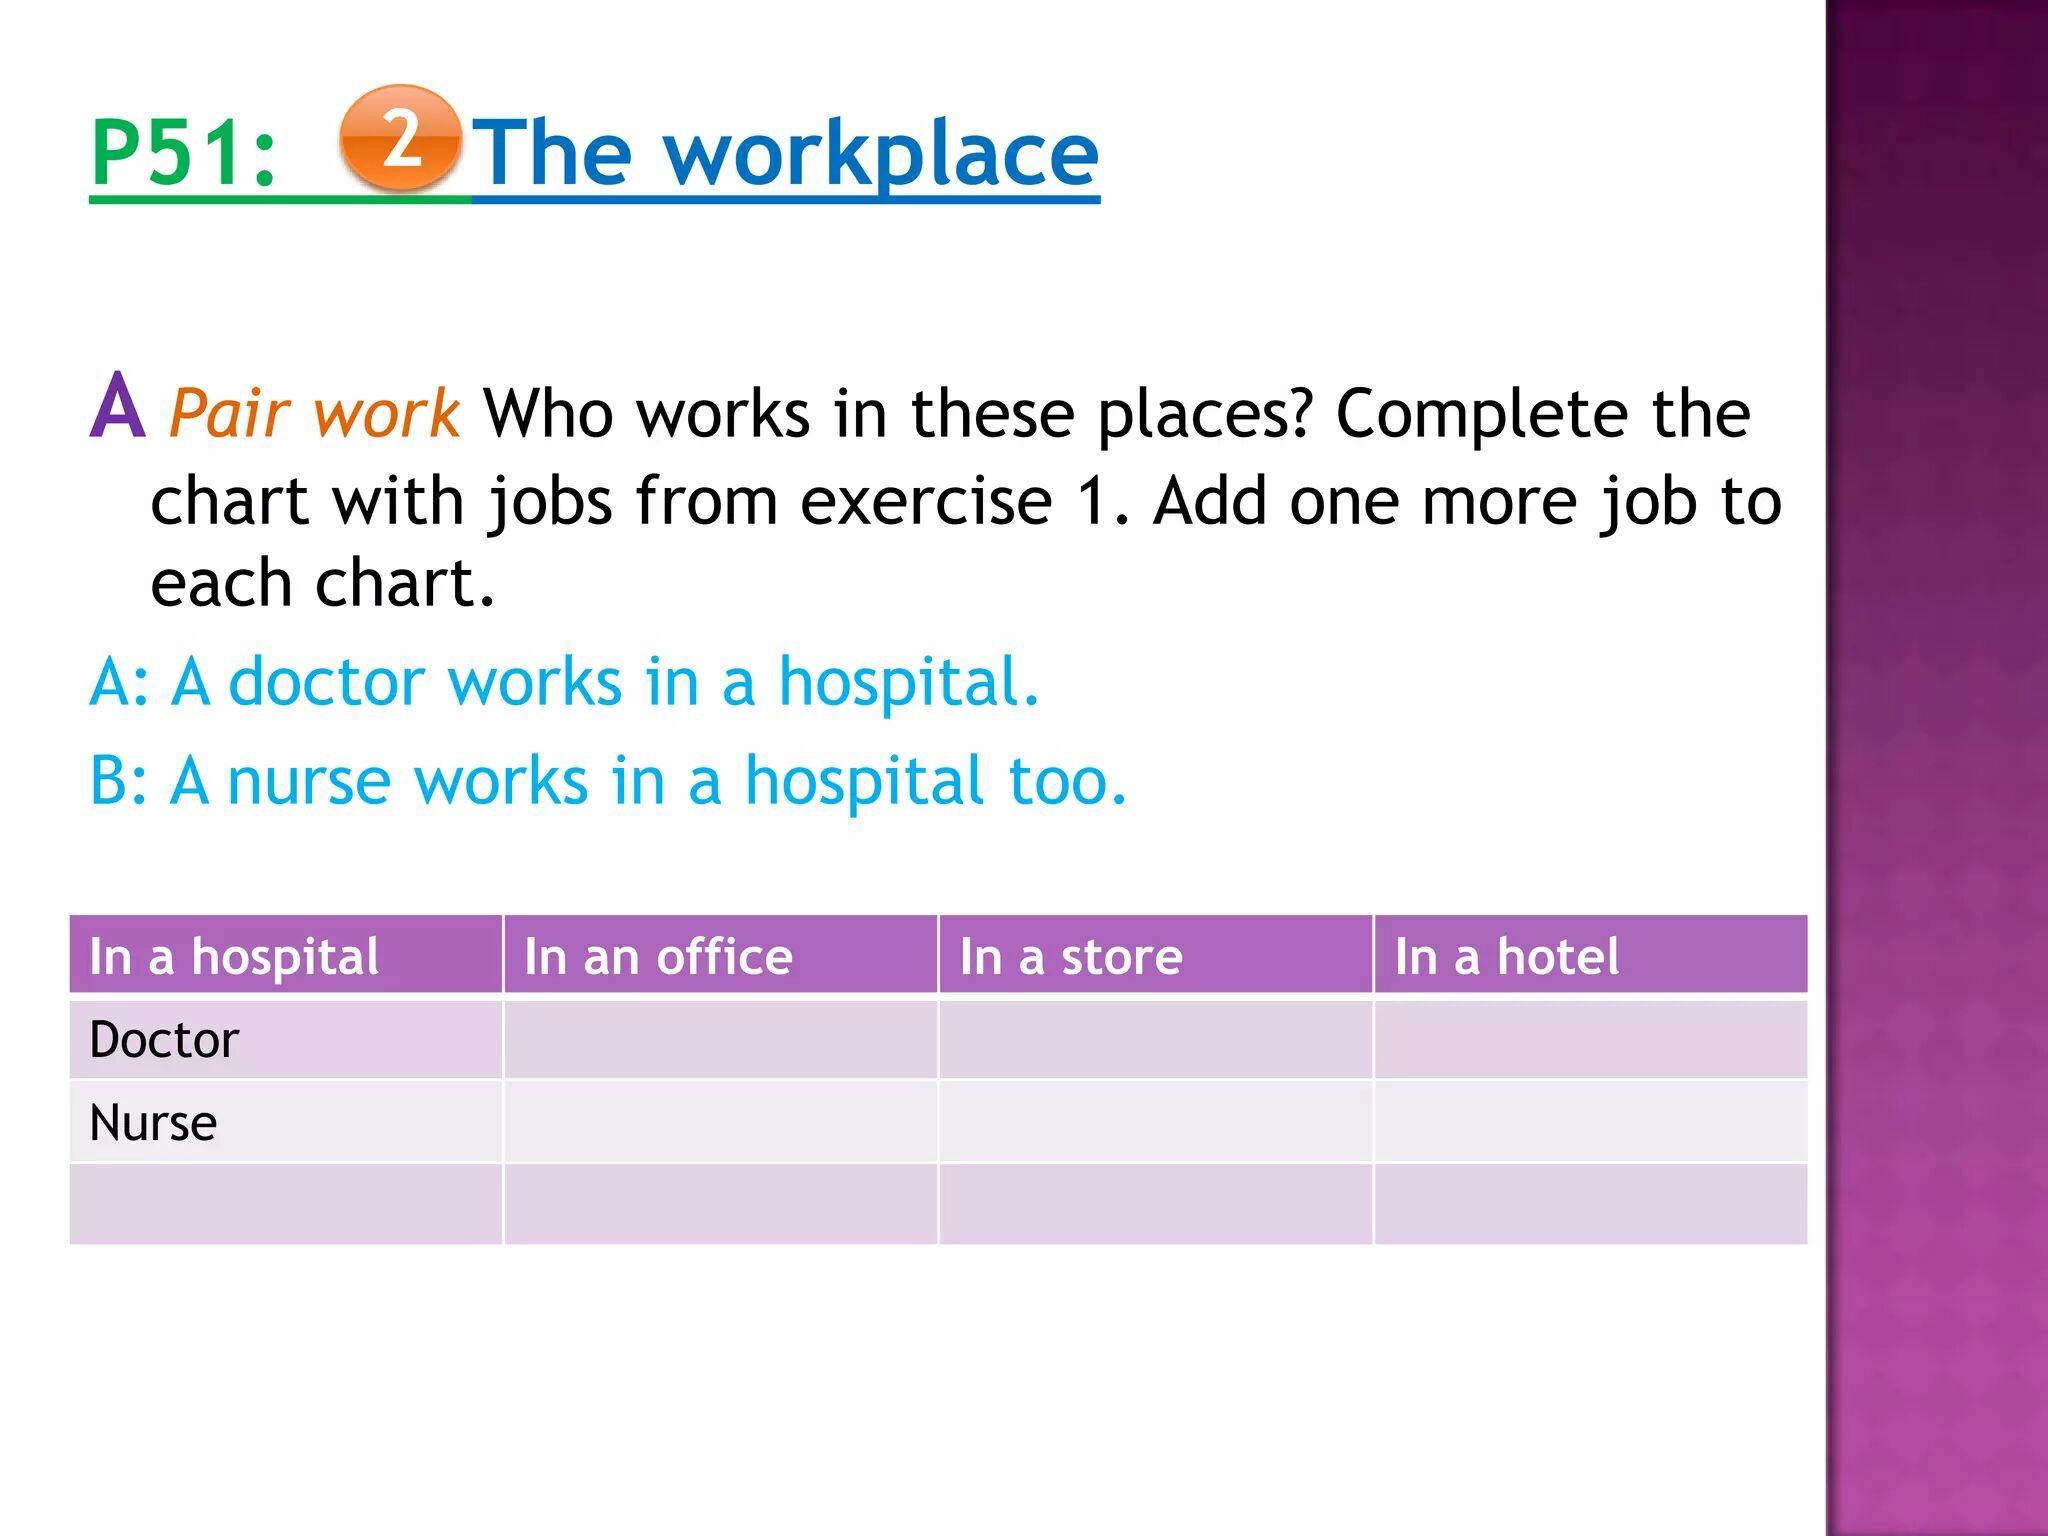 P51: 2 The workplace
A Pair work Who works in these places? Complete the
chart with jobs from exercise 1. Add one more job to
each chart.
A: A doctor works in a hospital.
B: A nurse works in a hospital too.
In a hospital In an office In a store In a hotel
Doctor
Nurse